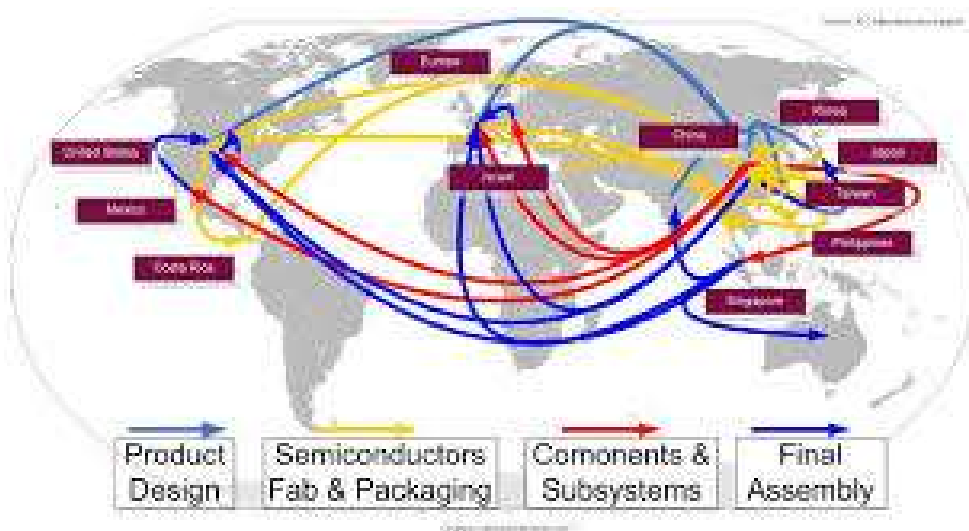 Europe
Korea
China
United States
Japan
Israel
Taiwan
Mexico
Philippines
Costa Rica
Singapore
Product
Design
Semiconductors
Fab & Packaging
Comonents &
Subsystems
Final
Assembly